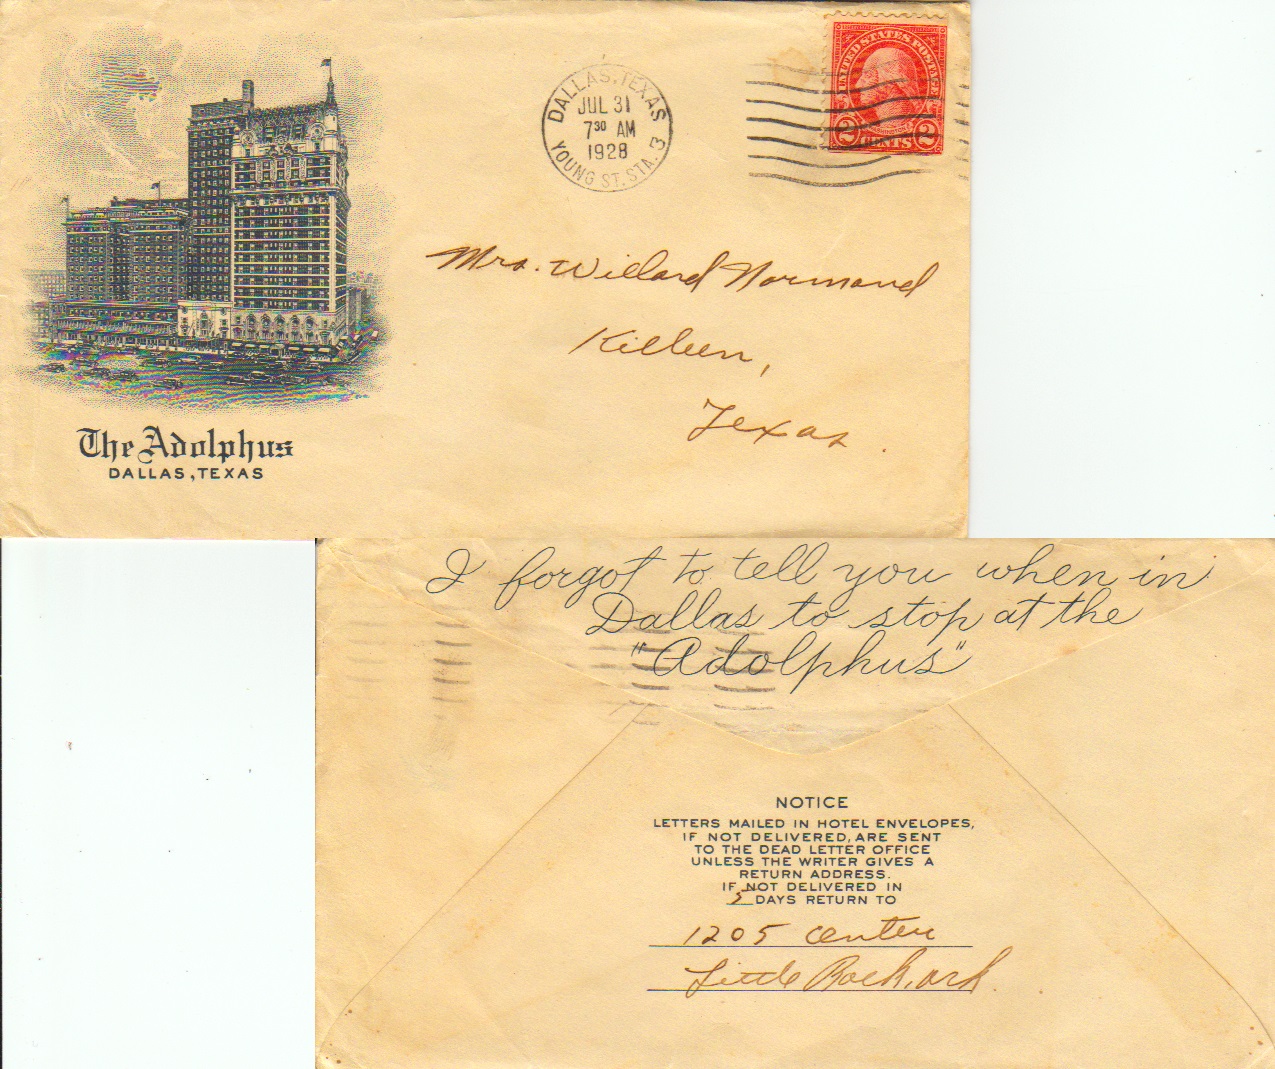 UNITED STATES POSTAGE
WASHINGTON
2 CENTS 2
DALLAS, TEXAS
JUL 31
7 30 AM
1928
YOUNG ST. STA. 3
Mrs. Willard Normand
Killeen,
Texas.
The Adolphus
DALLAS, TEXAS
I forgot to tell you when in
Dallas to stop at the
"Adolphus"
NOTICE
LETTERS MAILED IN HOTEL ENVELOPES,
IF NOT DELIVERED, ARE SENT
TO THE DEAD LETTER OFFICE
UNLESS THE WRITER GIVES A
RETURN ADDRESS.
IF NOT DELIVERED IN
5 DAYS RETURN TO
1205 Center
Little Rock, Ark.